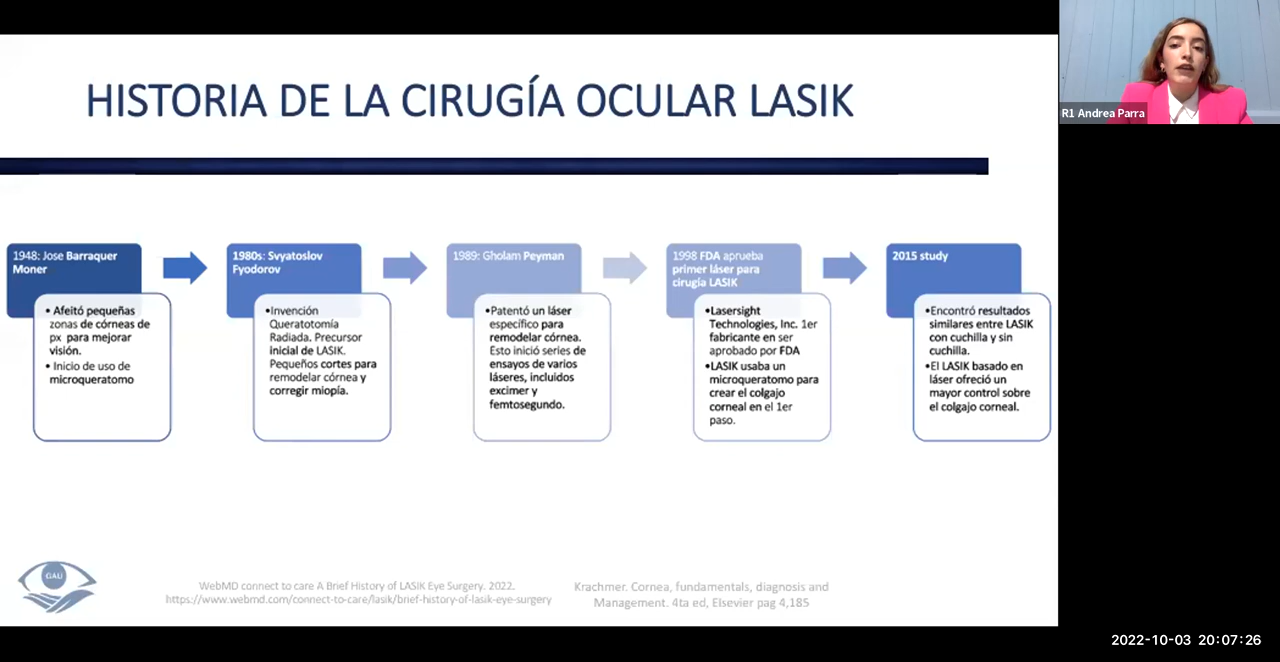 HISTORIA DE LA CIRUGÍA OCULAR LASIK
R1 Andrea Parra
1948: Jose Barraquer
Moner
• Afeitó pequeñas
zonas de córneas de
px para mejorar
visión.
• Inicio de uso de
microqueratomo
1980s: Svyatoslov
Fyodorov
•Invención
Queratotomía
Radiada. Precursor
inicial de LASIK.
Pequeños cortes para
remodelar córnea y
corregir miopía.
1989: Gholam Peyman
•Patentó un láser
específico para
remodelar córnea.
Esto inició series de
ensayos de varios
láseres, incluidos
excimer y
femtosegundo.
1998 FDA aprueba
primer láser para
cirugía LASIK
•Lasersight
Technologies, Inc. 1er
fabricante en ser
aprobado por FDA
•LASIK usaba un
microqueratomo para
crear el colgajo
corneal en el 1er
paso.
2015 study
•Encontró resultados
similares entre LASIK
con cuchilla y sin
cuchilla.
•El LASIK basado en
láser ofreció un
mayor control sobre
el colgajo corneal.
GAU
WebMD connect to care A Brief History of LASIK Eye Surgery. 2022.
https://www.webmd.com/connect-to-care/lasik/brief-history-of-lasik-eye-surgery
Krachmer. Cornea, fundamentals, diagnosis and
Management. 4ta ed, Elsevier pag 4,185
2022-10-03 20:07:26